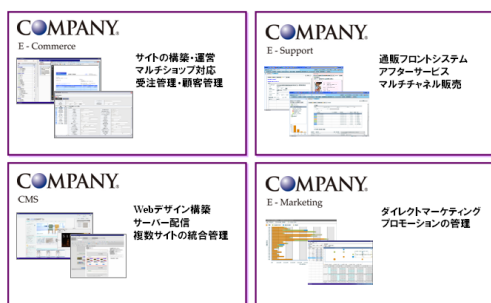 COMPANY®
E - Commerce
サイトの構築・運営
マルチショップ対応
受注管理・顧客管理
COMPANY®
E - Support
通販フロントシステム
アフターサービス
マルチチャネル販売
COMPANY®
CMS
Webデザイン構築
サーバー配信
複数サイトの統合管理
COMPANY®
E - Marketing
ダイレクトマーケティング
プロモーションの管理